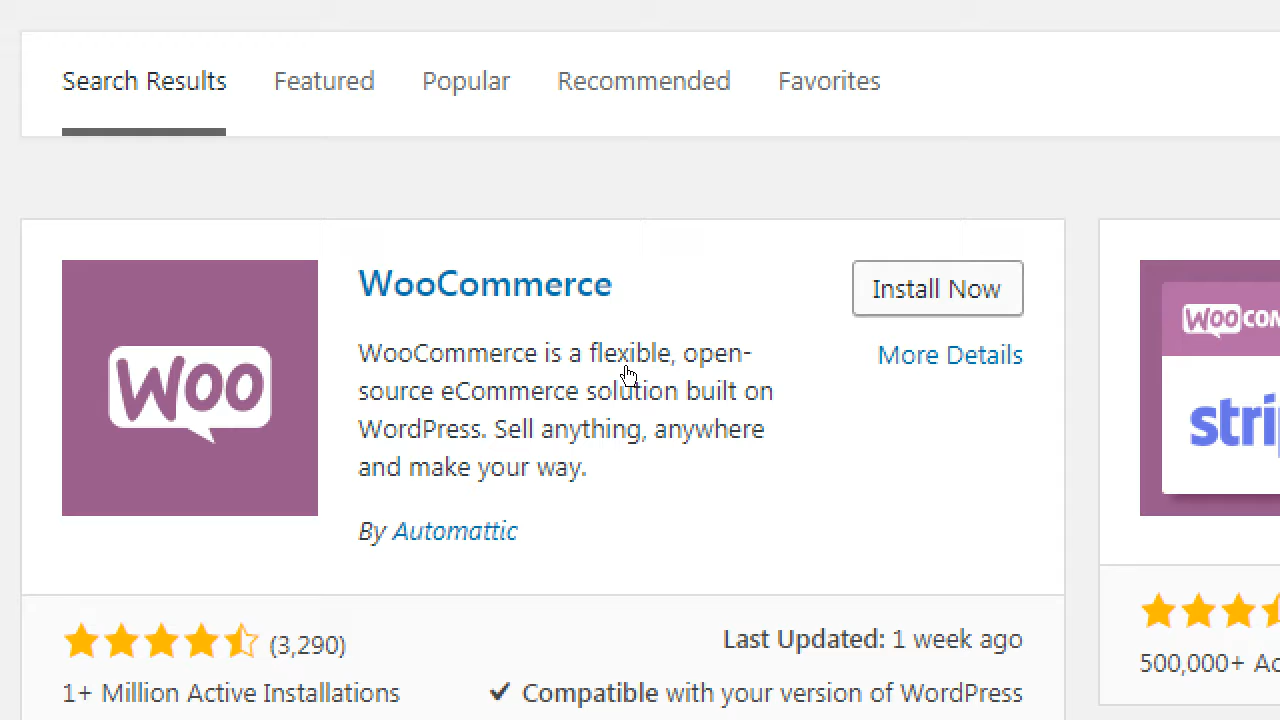 Search Results Featured Popular Recommended Favorites
WooCommerce
Install Now
WooCommerce is a flexible, open-
source eCommerce solution built on
WordPress. Sell anything, anywhere
and make your way.
More Details
By Automattic
Woo
(3,290)
Last Updated: 1 week ago
1+ Million Active Installations
✔ Compatible with your version of WordPress
500,000+